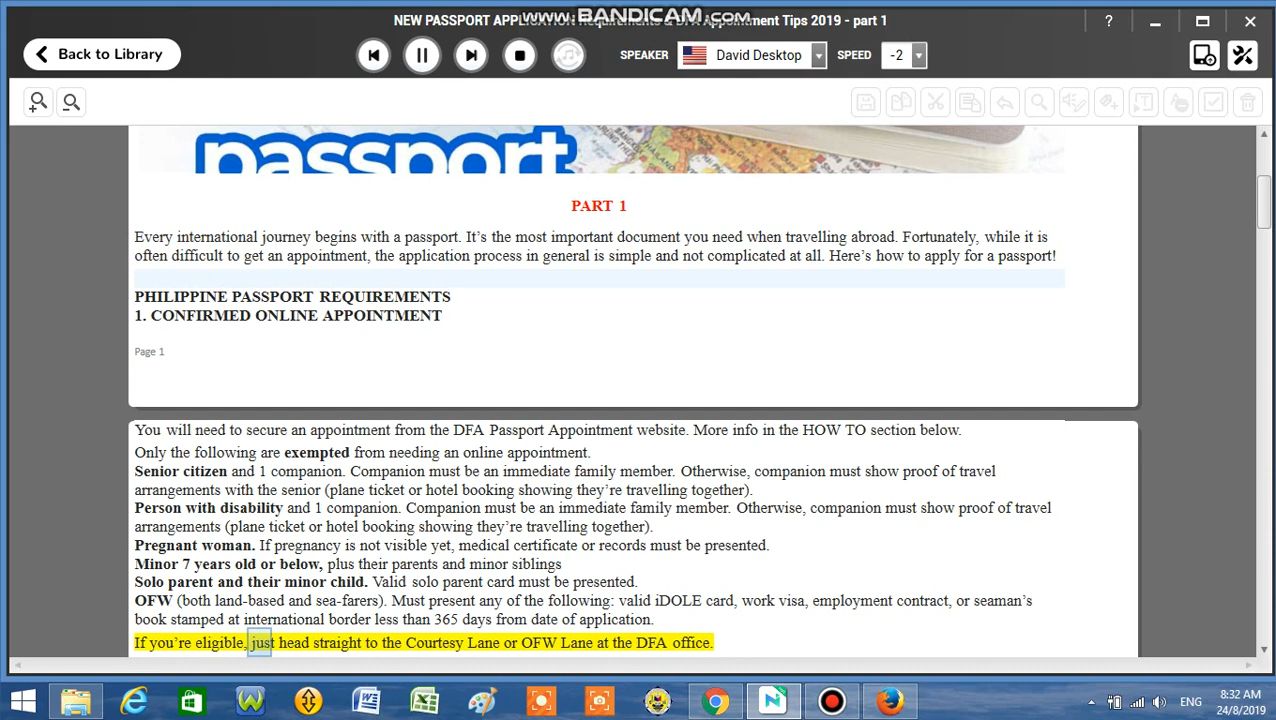 NEW PASSPORT APPLICATION Requirements & DFA Appointment Tips 2019 - part 1
www.BANDICAM.com
Back to Library
SPEAKER
David Desktop
SPEED
-2
passport
PART 1
Every international journey begins with a passport. It’s the most important document you need when travelling abroad. Fortunately, while it is
often difficult to get an appointment, the application process in general is simple and not complicated at all. Here’s how to apply for a passport!
PHILIPPINE PASSPORT REQUIREMENTS
1. CONFIRMED ONLINE APPOINTMENT
Page 1
You will need to secure an appointment from the DFA Passport Appointment website. More info in the HOW TO section below.
Only the following are exempted from needing an online appointment.
Senior citizen and 1 companion. Companion must be an immediate family member. Otherwise, companion must show proof of travel
arrangements with the senior (plane ticket or hotel booking showing they’re travelling together).
Person with disability and 1 companion. Companion must be an immediate family member. Otherwise, companion must show proof of travel
arrangements (plane ticket or hotel booking showing they’re travelling together).
Pregnant woman. If pregnancy is not visible yet, medical certificate or records must be presented.
Minor 7 years old or below, plus their parents and minor siblings
Solo parent and their minor child. Valid solo parent card must be presented.
OFW (both land-based and sea-farers). Must present any of the following: valid iDOLE card, work visa, employment contract, or seaman’s
book stamped at international border less than 365 days from date of application.
If you’re eligible, just head straight to the Courtesy Lane or OFW Lane at the DFA office.
ENG
8:32 AM
24/8/2019